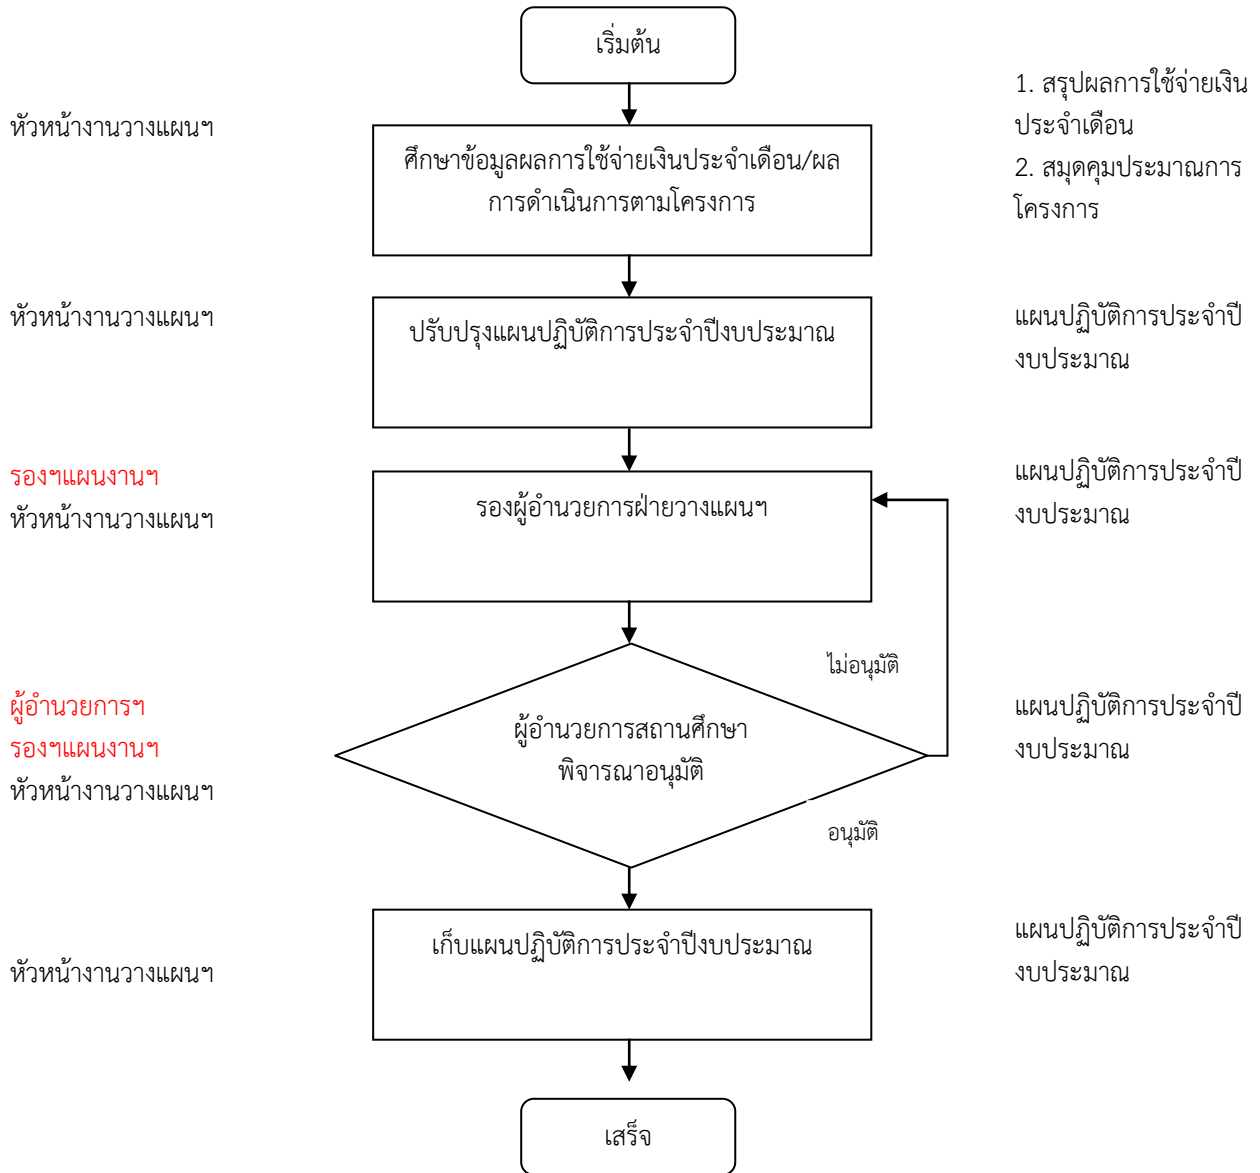 เริ่มต้น
หัวหน้างานวางแผนฯ
ศึกษาข้อมูลผลการใช้จ่ายเงินประจำเดือน/ผล
การดำเนินการตามโครงการ
1. สรุปผลการใช้จ่ายเงิน
ประจำเดือน
2. สมุดคุมประมาณการ
โครงการ
หัวหน้างานวางแผนฯ
ปรับปรุงแผนปฏิบัติการประจำปีงบประมาณ
แผนปฏิบัติการประจำปี
งบประมาณ
รองฯแผนงานฯ
หัวหน้างานวางแผนฯ
รองผู้อำนวยการฝ่ายวางแผนฯ
แผนปฏิบัติการประจำปี
งบประมาณ
ไม่อนุมัติ
ผู้อำนวยการฯ
รองฯแผนงานฯ
หัวหน้างานวางแผนฯ
ผู้อำนวยการสถานศึกษา
พิจารณาอนุมัติ
แผนปฏิบัติการประจำปี
งบประมาณ
อนุมัติ
หัวหน้างานวางแผนฯ
เก็บแผนปฏิบัติการประจำปีงบประมาณ
แผนปฏิบัติการประจำปี
งบประมาณ
เสร็จ